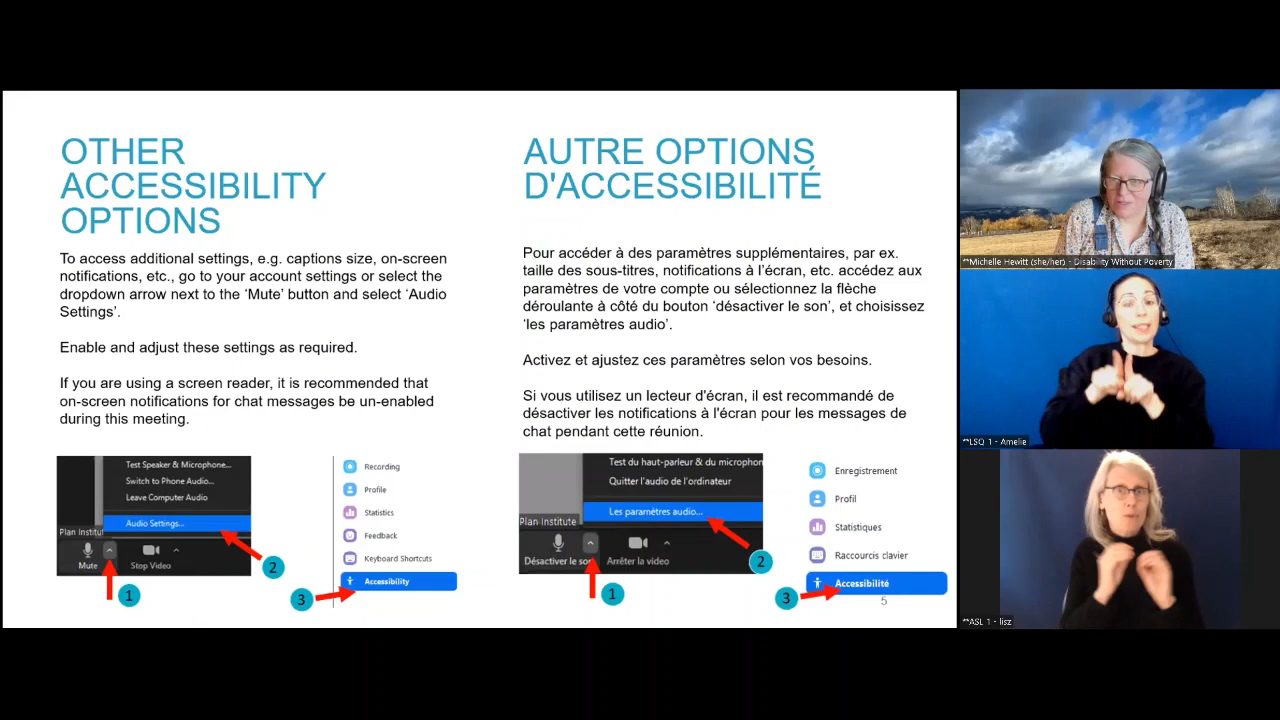 OTHER
ACCESSIBILITY
OPTIONS
To access additional settings, e.g. captions size, on-screen
notifications, etc., go to your account settings or select the
dropdown arrow next to the ‘Mute’ button and select ‘Audio
Settings’.
Enable and adjust these settings as required.
If you are using a screen reader, it is recommended that
on-screen notifications for chat messages be un-enabled
during this meeting.
Test Speaker & Microphone...
Switch to Phone Audio...
Leave Computer Audio
Audio Settings...
Plan Institu
Mute
Stop Video
1
2
Recording
Profile
Statistics
Feedback
Keyboard Shortcuts
Accessibility
3
AUTRE OPTIONS
D'ACCESSIBILITÉ
Pour accéder à des paramètres supplémentaires, par ex.
taille des sous-titres, notifications à l’écran, etc. accédez aux
paramètres de votre compte ou sélectionnez la flèche
déroulante à côté du bouton ‘désactiver le son’, et choisissez
‘les paramètres audio’.
Activez et ajustez ces paramètres selon vos besoins.
Si vous utilisez un lecteur d'écran, il est recommandé de
désactiver les notifications à l'écran pour les messages de
chat pendant cette réunion.
Test du haut-parleur & du microphon
Quitter l'audio de l'ordinateur
Les paramètres audio...
Plan Institute
Désactiver le so
Arrêter la vidéo
1
2
Enregistrement
Profil
Statistiques
Raccourcis clavier
Accessibilité
3
5
**Michelle Hewitt (she/her) - Disability Without Poverty
**LSQ 1 - Amelie
**ASL 1 - lisz